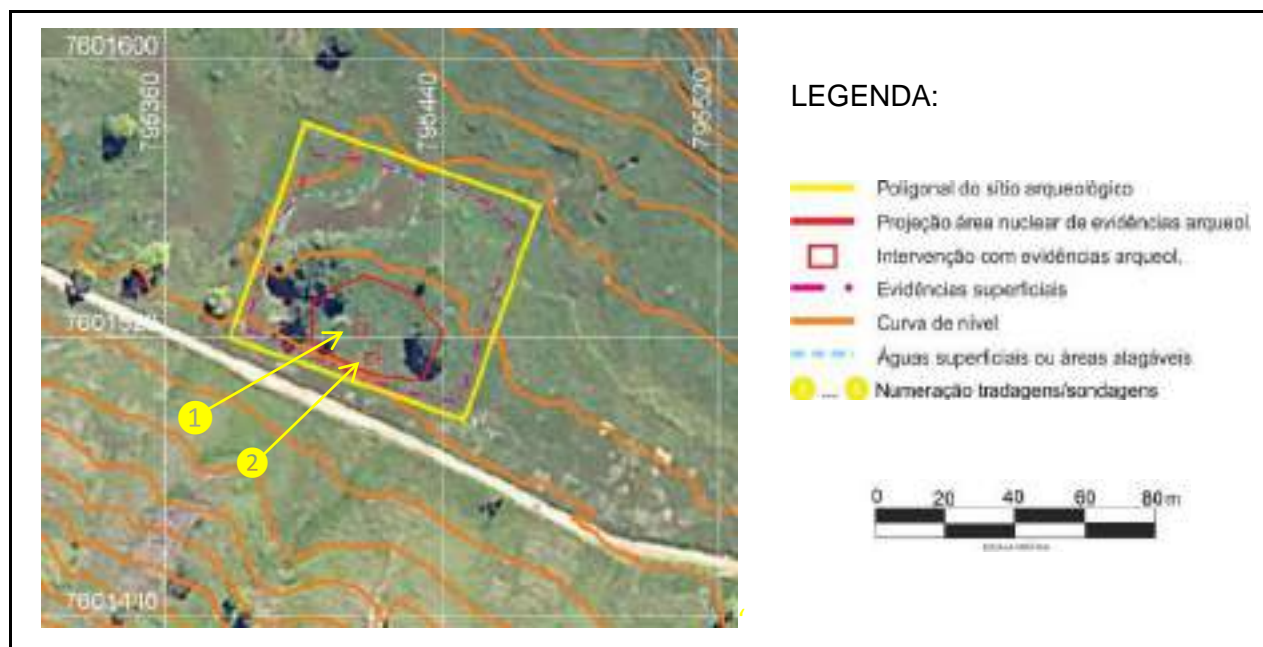 7601600
795360
795440
795520
7601520
7601440
1
2
LEGENDA:
Poligonal do sítio arqueológico
Projeção área nuclear de evidências arqueol.
Intervenção com evidências arqueol.
Evidências superficiais
Curva de nível
Águas superficiais ou áreas alagáveis
... Numeração tradagens/sondagens
0 20 40 60 80 m